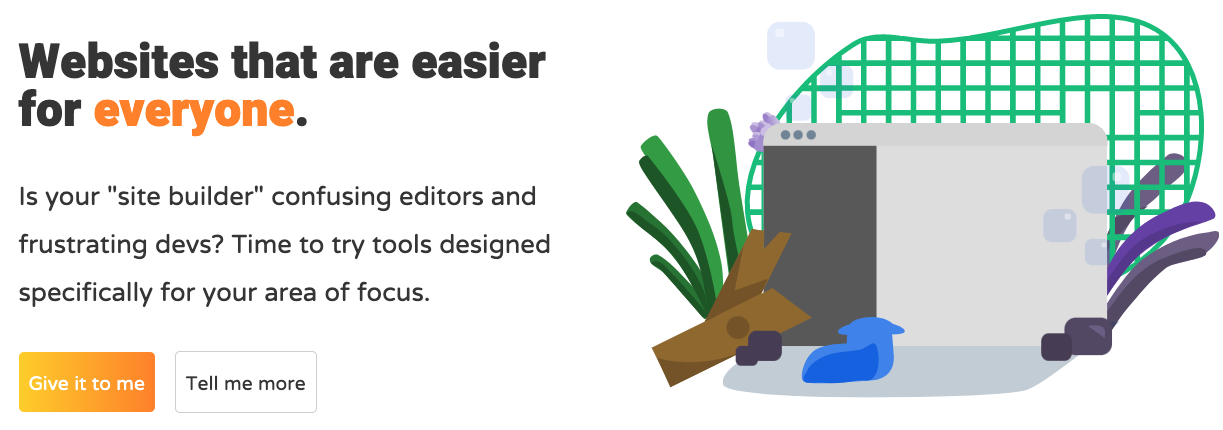 Websites that are easier
for everyone.
Is your "site builder" confusing editors and
frustrating devs? Time to try tools designed
specifically for your area of focus.
Give it to me
Tell me more